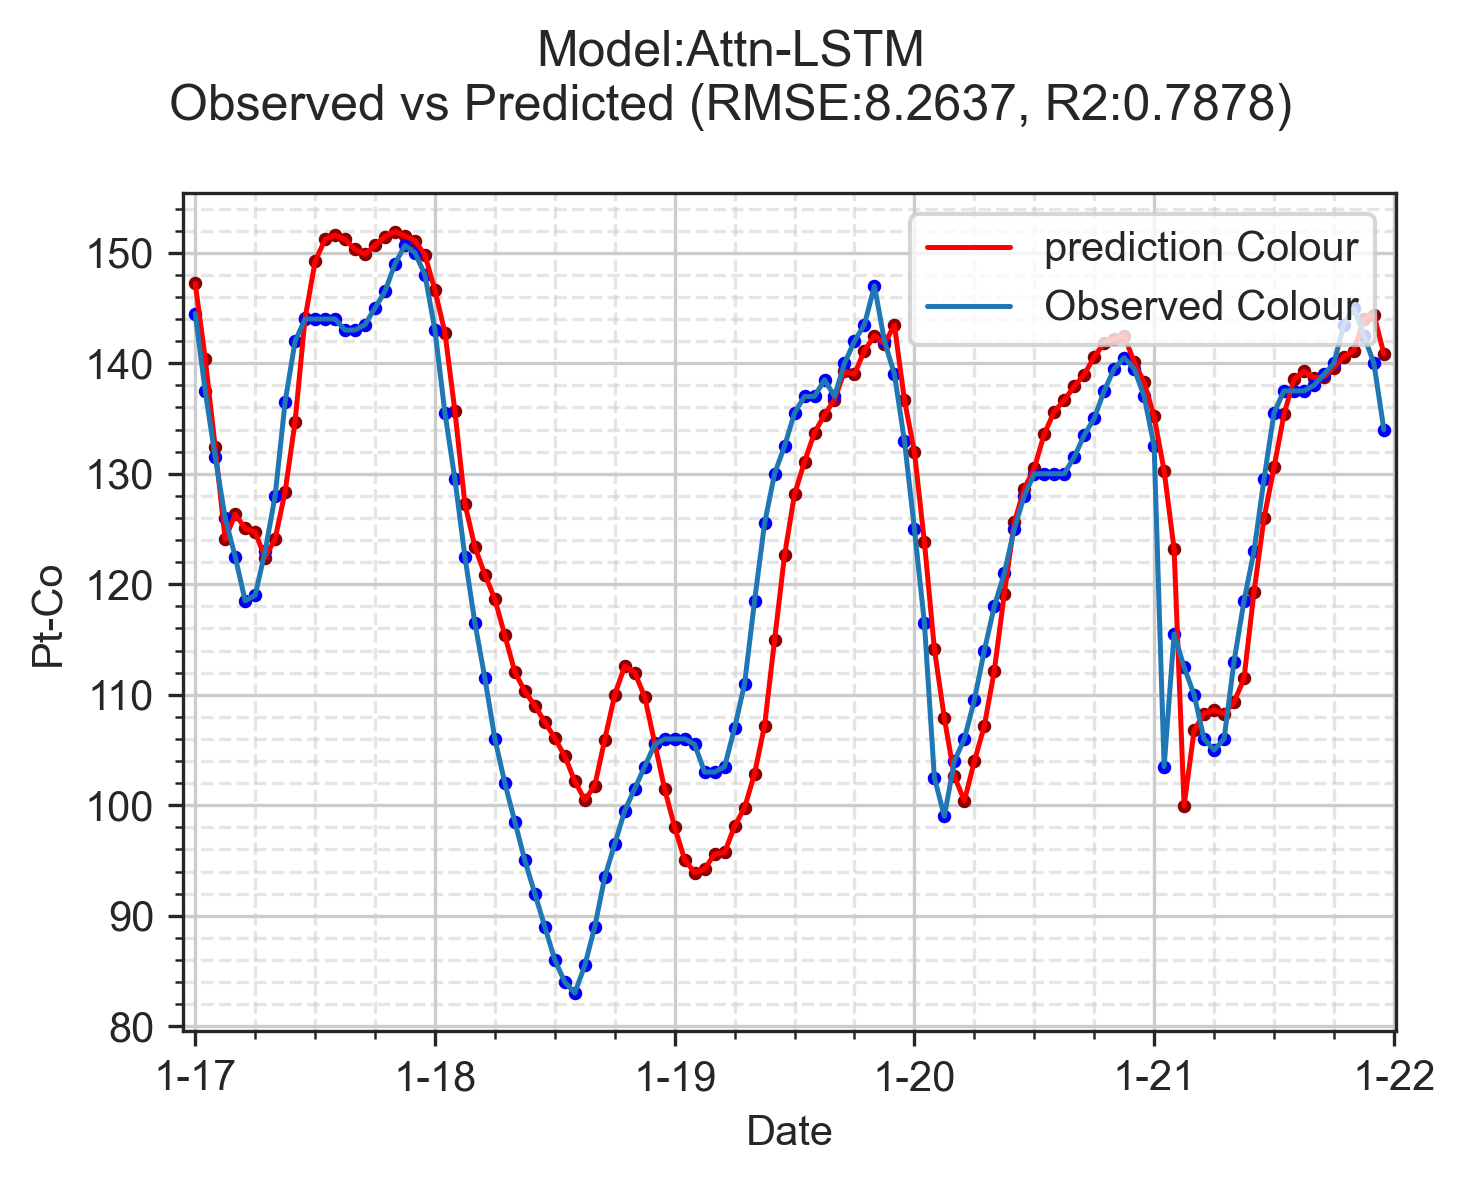 Model:Attn-LSTM
Observed vs Predicted (RMSE:8.2637, R2:0.7878)
prediction Colour
Observed Colour
Pt-Co
150
140
130
120
110
100
90
80
1-17 1-18 1-19 1-20 1-21 1-22
Date